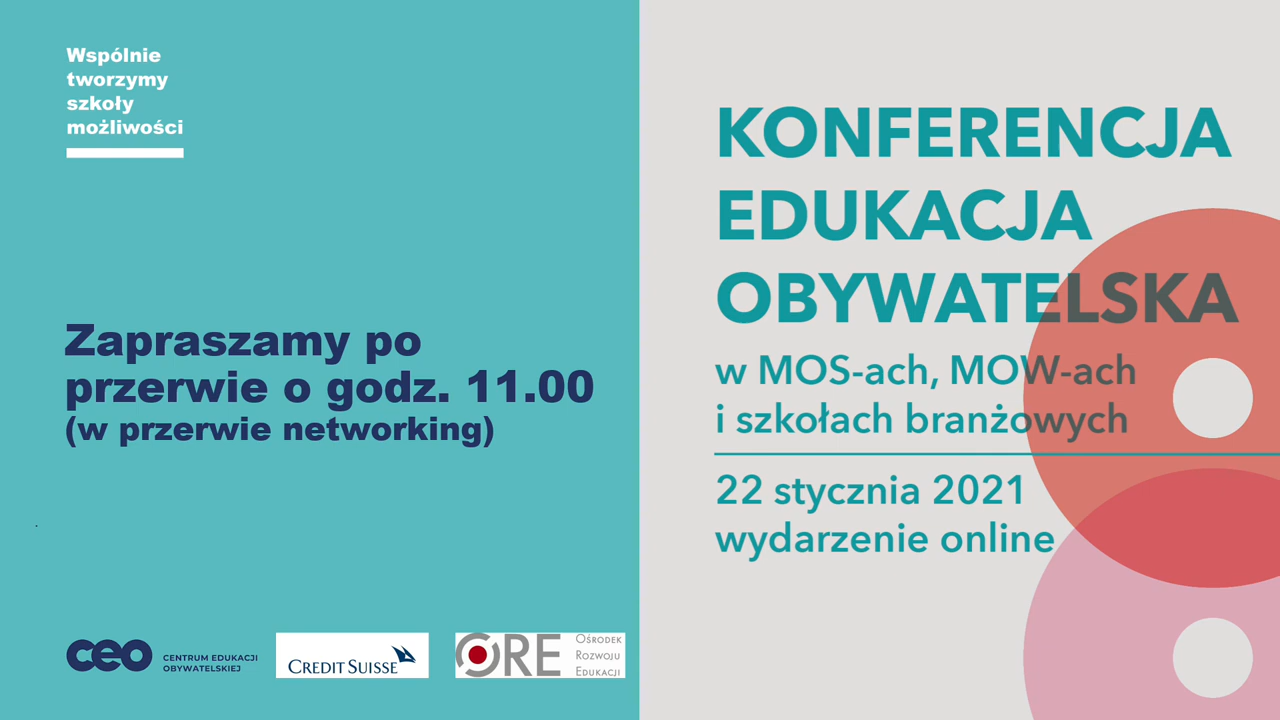 Wspólnie
tworzymy
szkoły
możliwości
Zapraszamy po
przerwie o godz. 11.00
(w przerwie networking)
ceo CENTRUM EDUKACJI
OBYWATELSKIEJ
CREDIT SUISSE
ORE OŚRODEK
ROZWOJU
EDUKACJI
KONFERENCJA
EDUKACJA
OBYWATELSKA
w MOS-ach, MOW-ach
i szkołach branżowych
22 stycznia 2021
wydarzenie online